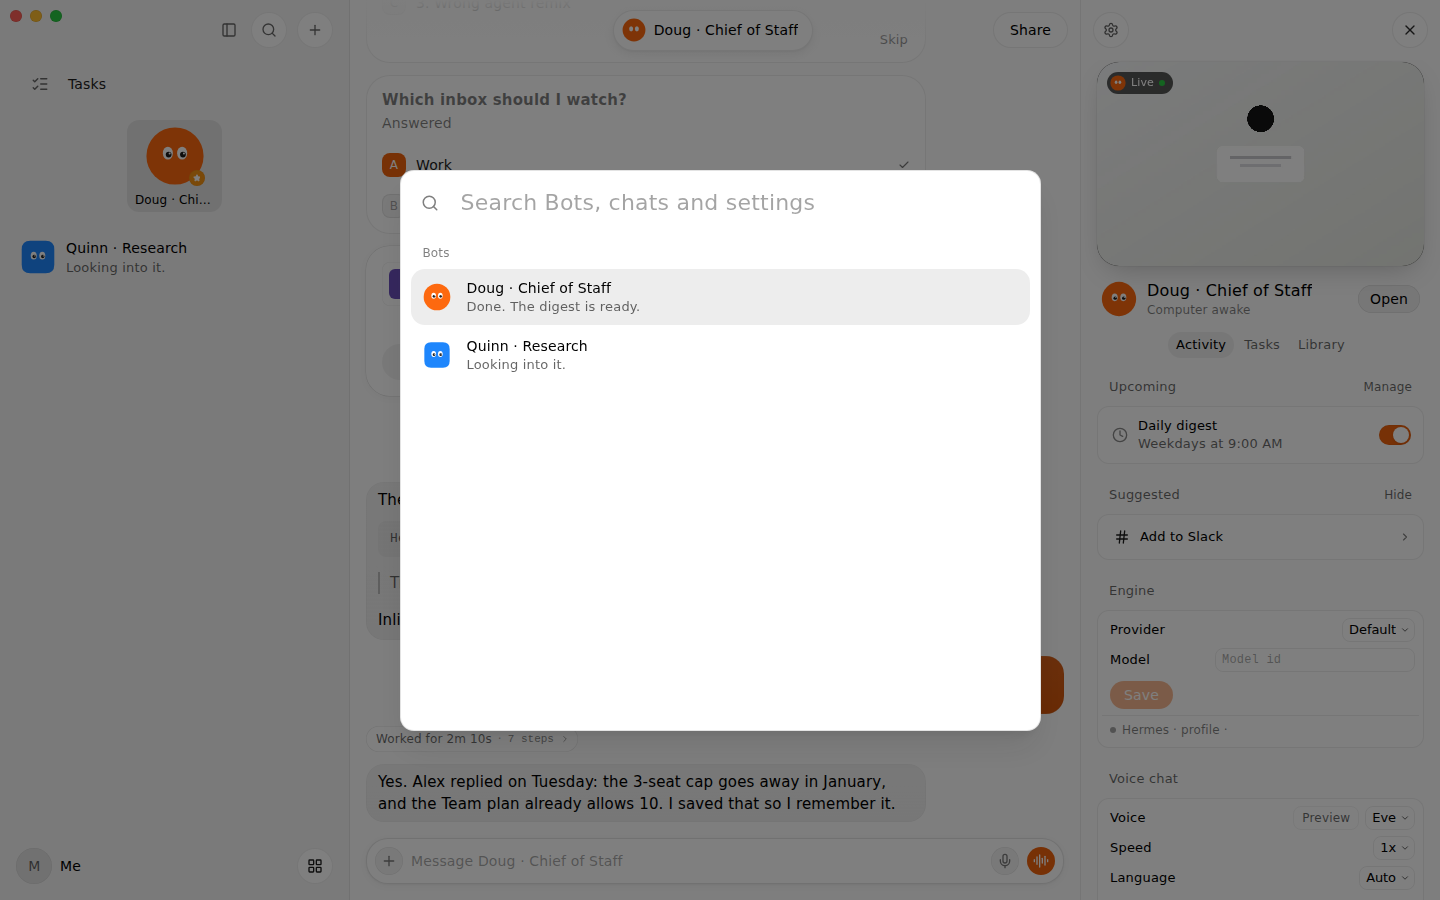 Tasks
Doug · Chi...
Quinn · Research
Looking into it.
M
Me
Doug · Chief of Staff
Share
Skip
Which inbox should I watch?
Answered
A
Work
B
Search Bots, chats and settings
Bots
Doug · Chief of Staff
Done. The digest is ready.
Quinn · Research
Looking into it.
Worked for 2m 10s · 7 steps
Yes. Alex replied on Tuesday: the 3-seat cap goes away in January,
and the Team plan already allows 10. I saved that so I remember it.
Message Doug · Chief of Staff
Live
Doug · Chief of Staff
Computer awake
Open
Activity
Tasks
Library
Upcoming
Manage
Daily digest
Weekdays at 9:00 AM
Suggested
Hide
Add to Slack
Engine
Provider
Default
Model
Model id
Save
Hermes · profile ·
Voice chat
Voice
Preview
Eve
Speed
1x
Language
Auto